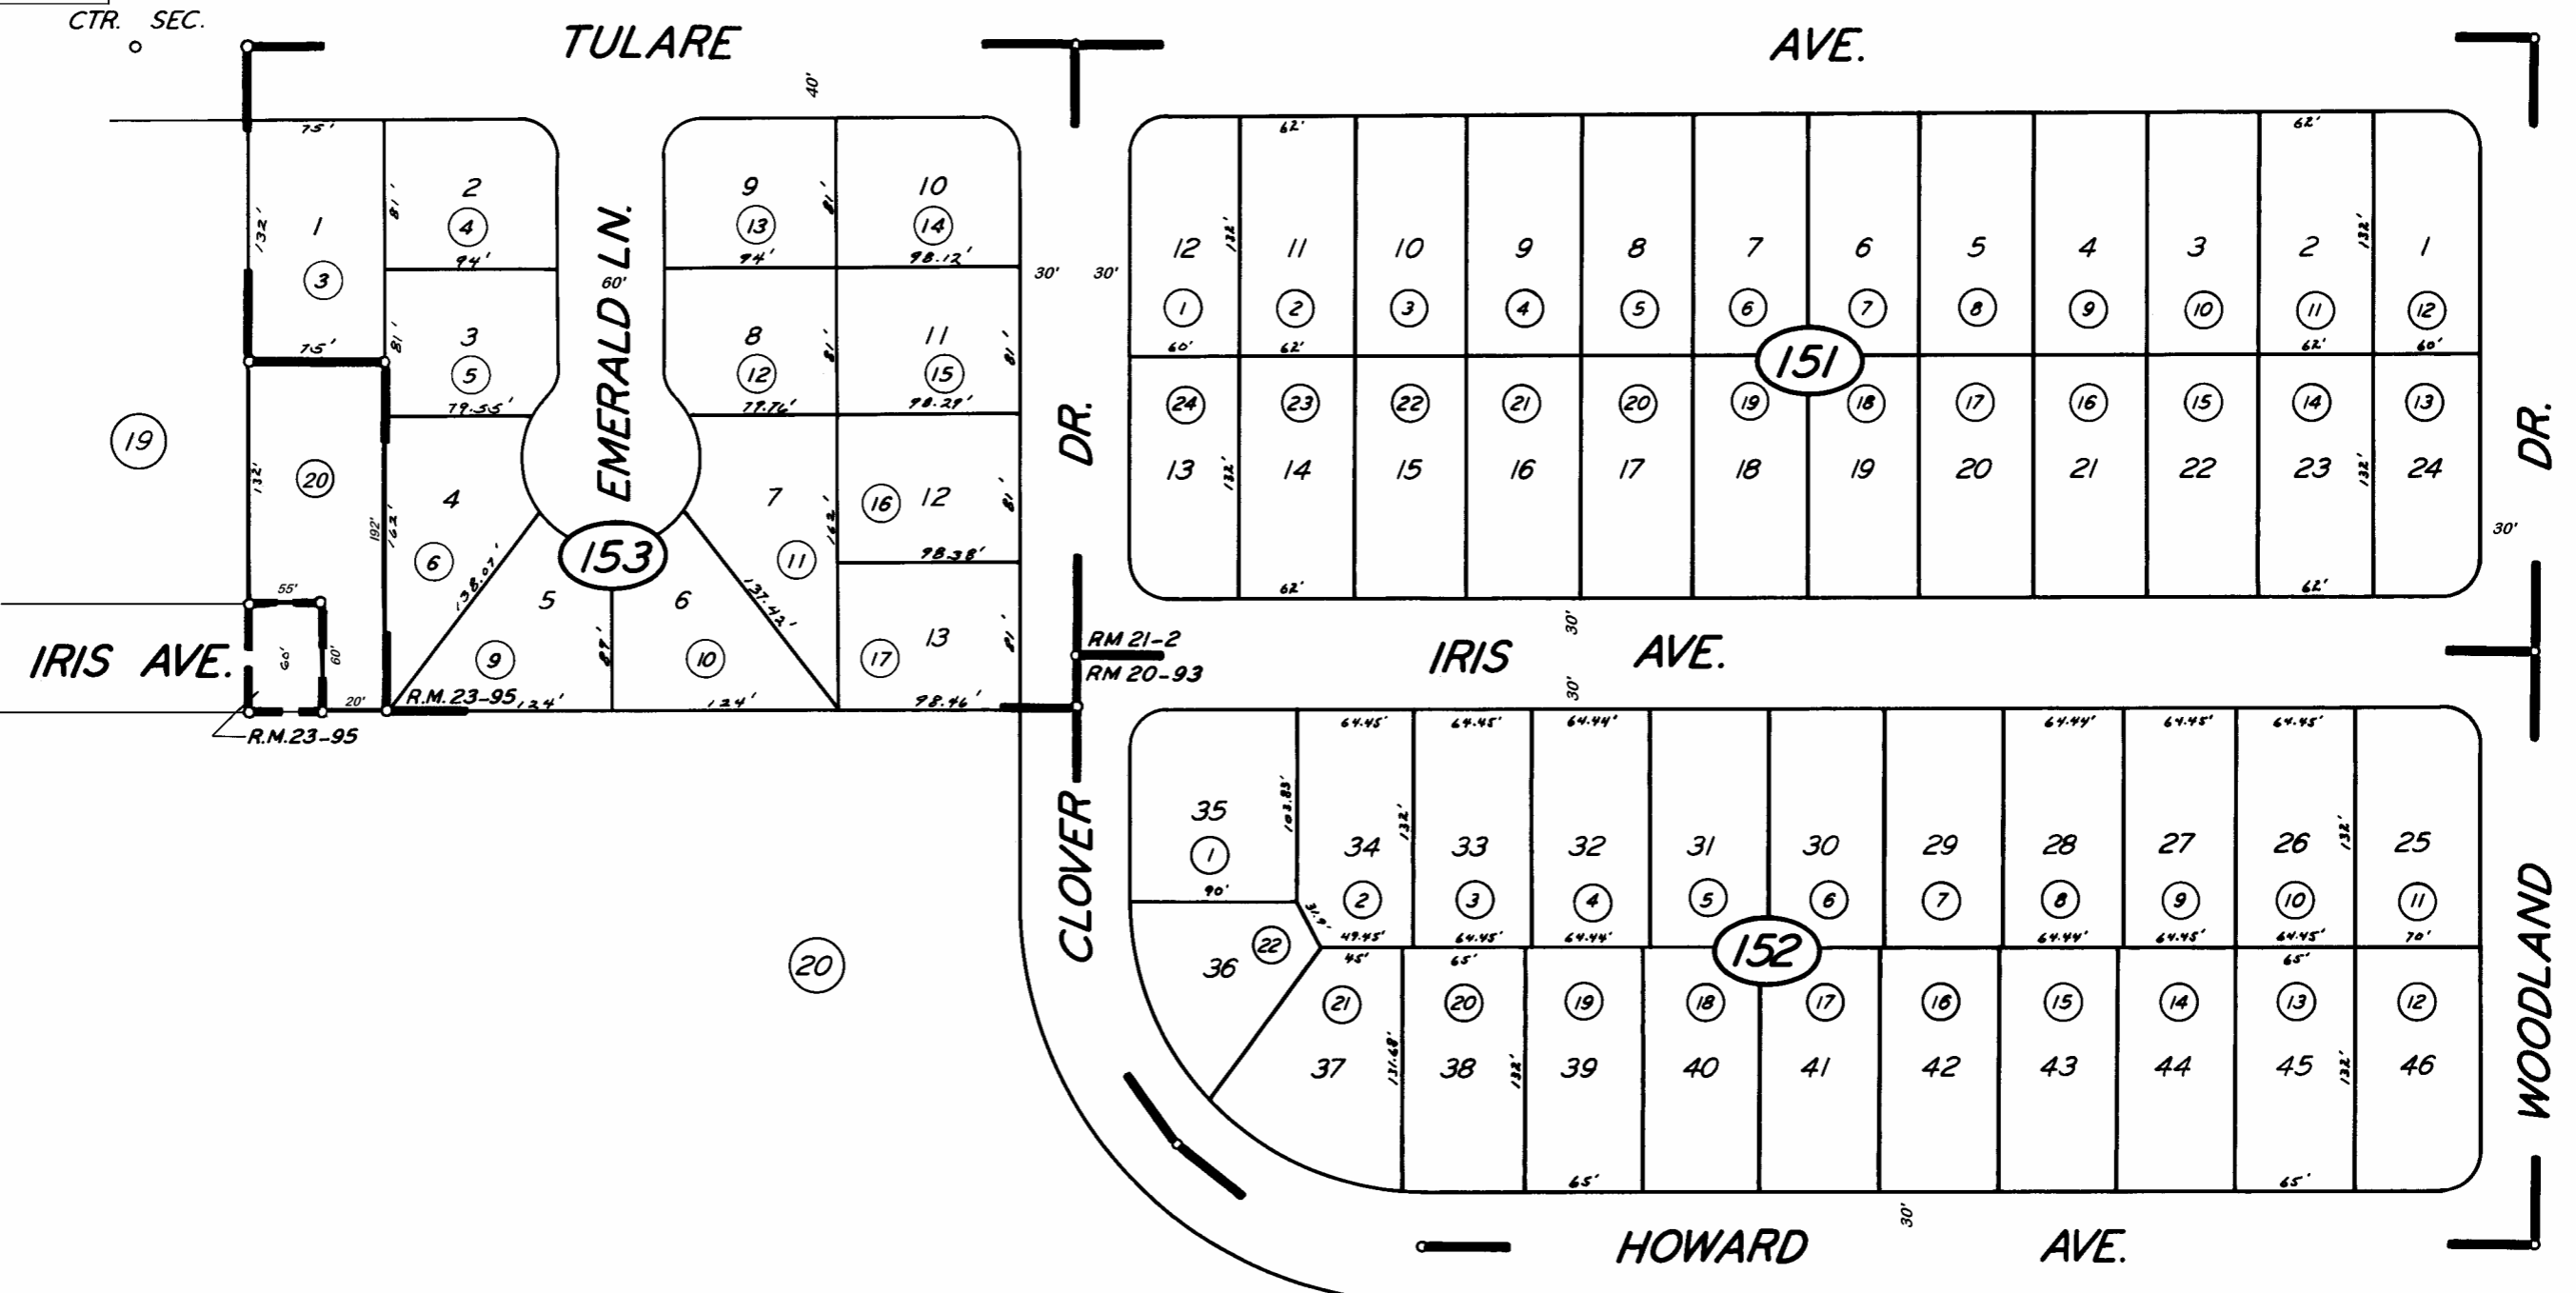 CTR. SEC.
TULARE AVE.
40'
75' 62' 62'
2 9 10
132' 1 81' 4 13 81' 14
94' 94' 98.12'
3
EMERALD LN.
60'
30' 30'
12 132' 11 10 9 8 7 6 5 4 3 2 132' 1
1 2 3 4 5 6 7 8 9 10 11 12
60' 62' 62' 60'
151
75' 81' 3 8 81' 11 81'
5 12 15
79.55' 79.76' 98.29'
24 23 22 21 20 19 18 17 16 15 14 13
13 132' 14 15 16 17 18 19 20 21 22 23 132' 24
62' 62'
DR. DR.
30'
19
132' 20 192' 162' 4 7 162' 16 12 81'
6 138.07' 153 11 98.38'
55' 5 6 137.42' 13 81'
60' 60' 9 87' 10 17
20' 124' 124' 98.46'
IRIS AVE.
R.M.23-95
R.M.23-95
RM 21-2
RM 20-93
30'
IRIS AVE.
30'
64.45' 64.45' 64.44' 64.44' 64.45' 64.45'
35 103.83' 34 132' 33 32 31 30 29 28 27 26 132' 25
1 2 3 4 5 6 7 8 9 10 11
90' 31.9' 49.45' 64.45' 64.44' 64.44' 64.45' 64.45' 70'
152
CLOVER
WOODLAND
20
36 22 45' 65' 65'
21 20 19 18 17 16 15 14 13 12
37 131.68' 38 132' 39 40 41 42 43 44 45 132' 46
65' 65'
30'
HOWARD AVE.